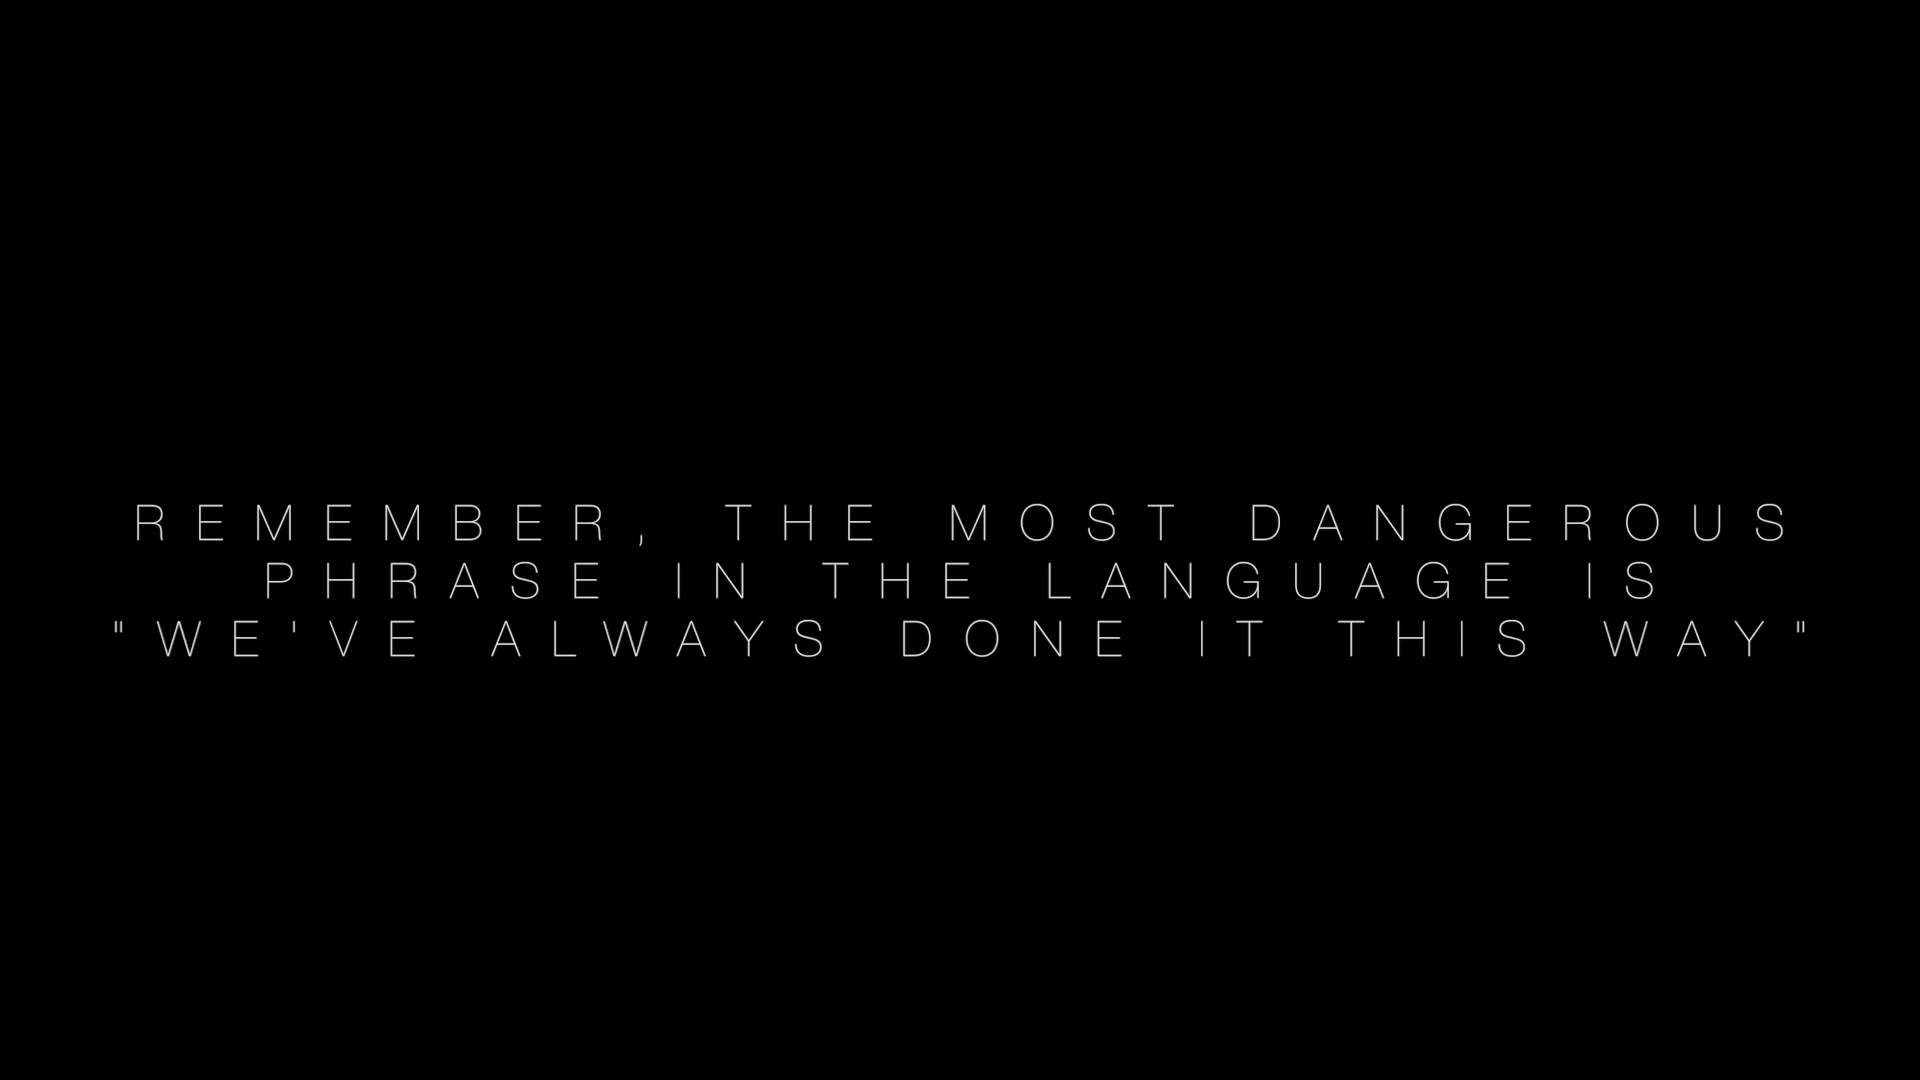 REMEMBER, THE MOST DANGEROUS
PHRASE IN THE LANGUAGE IS
"WE'VE ALWAYS DONE IT THIS WAY"